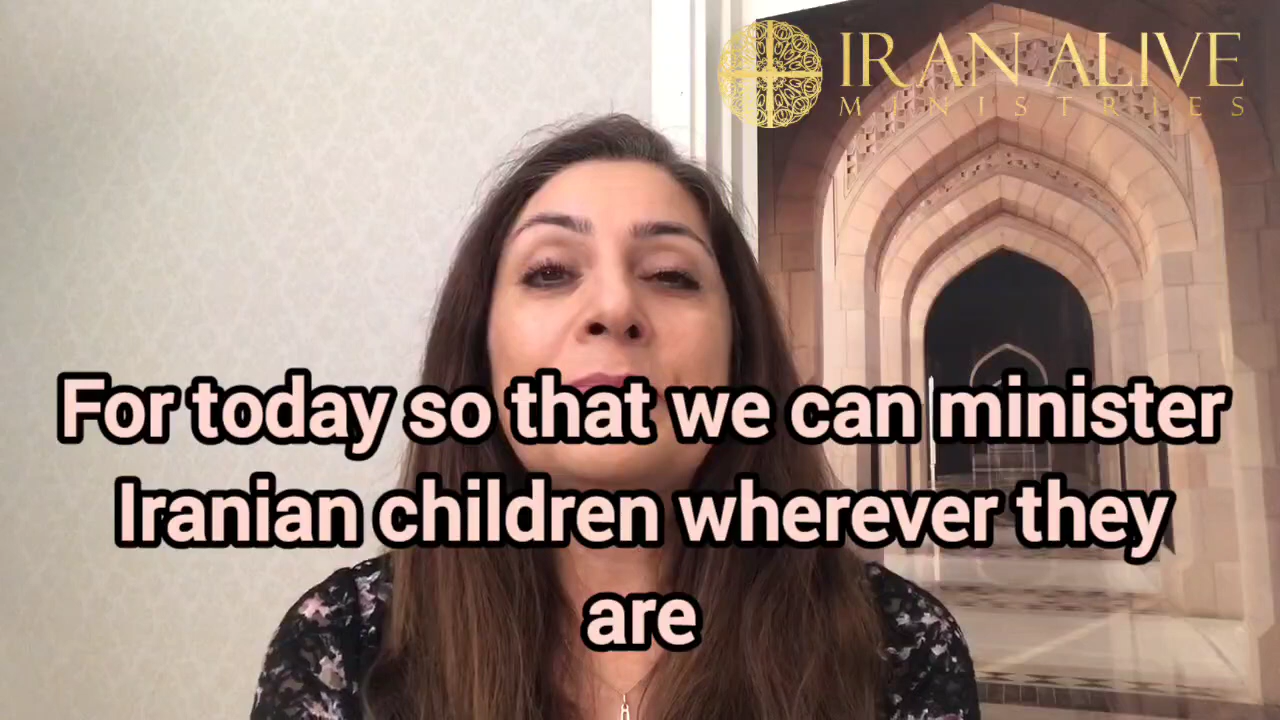 IRAN ALIVE
MINISTRIES
For today so that we can minister
Iranian children wherever they
are